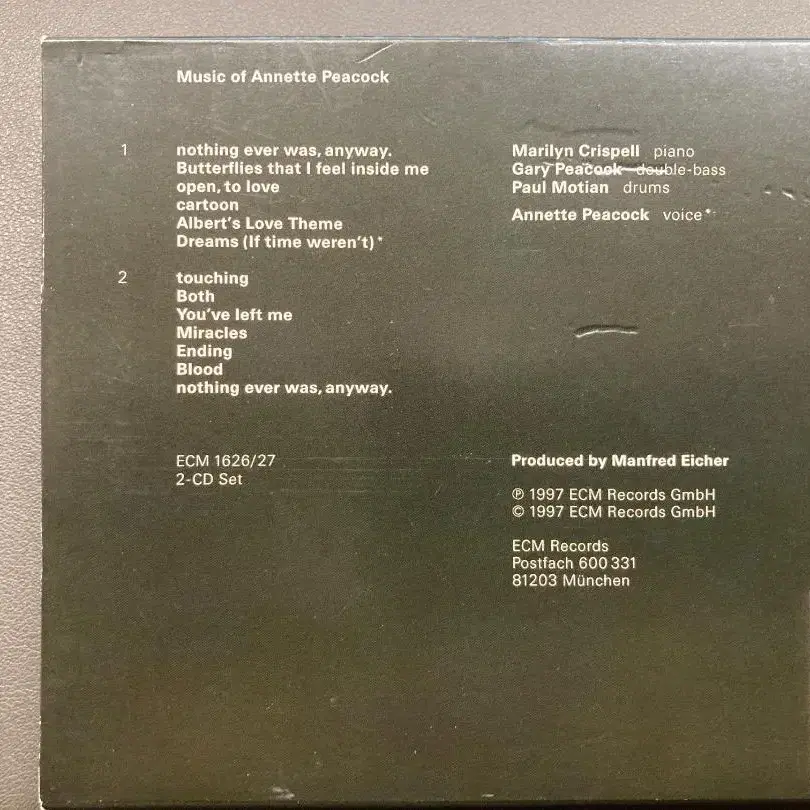 Music of Annette Peacock
1 nothing ever was, anyway.
Butterflies that I feel inside me
open, to love
cartoon
Albert's Love Theme
Dreams (If time weren't)*
2 touching
Both
You've left me
Miracles
Ending
Blood
nothing ever was, anyway.
Marilyn Crispell piano
Gary Peacock double-bass
Paul Motian drums
Annette Peacock voice*
ECM 1626/27
2-CD Set
Produced by Manfred Eicher
℗ 1997 ECM Records GmbH
© 1997 ECM Records GmbH
ECM Records
Postfach 600 331
81203 München